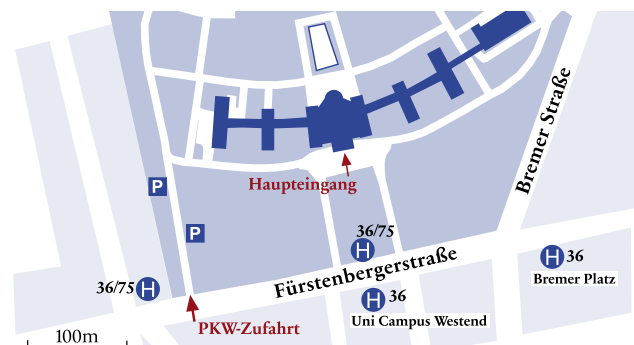 Bremer Straße
P
Haupteingang
P
36/75
H
Fürstenbergerstraße
H 36
Bremer Platz
36/75 H
H 36
Uni Campus Westend
PKW-Zufahrt
100m